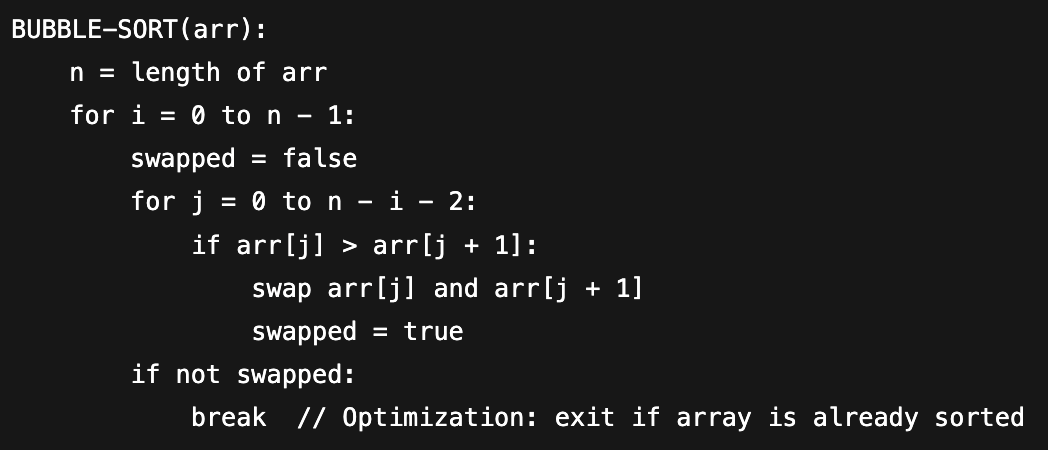 BUBBLE-SORT(arr):
    n = length of arr
    for i = 0 to n - 1:
        swapped = false
        for j = 0 to n - i - 2:
            if arr[j] > arr[j + 1]:
                swap arr[j] and arr[j + 1]
                swapped = true
        if not swapped:
            break  // Optimization: exit if array is already sorted